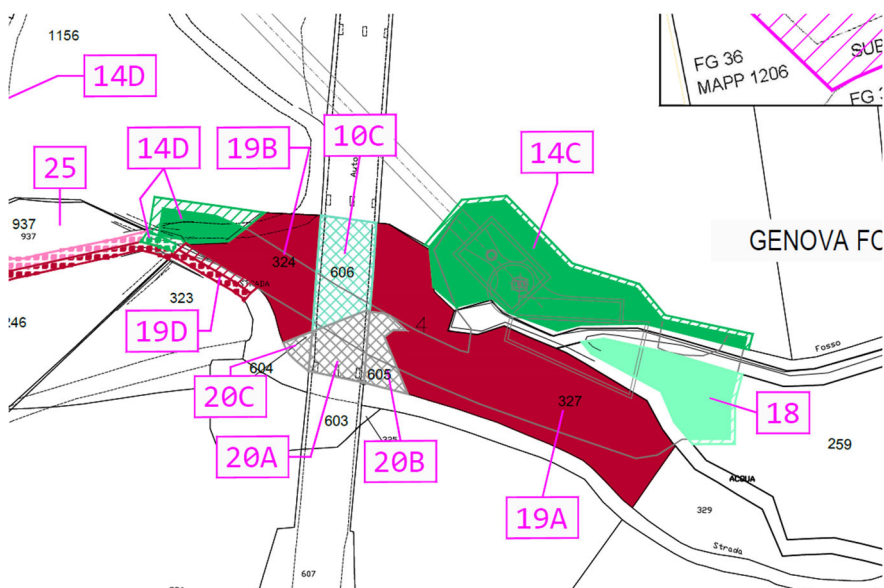 1156
14D
FG 36
MAPP 1206
SUB
FG 3
14D
19B
10C
14C
25
Auto
937
937
GENOVA FO
324
606
STRADA
323
4
246
19D
Fosso
604
605
20C
603
327
18
20A
325
20B
259
ACQUA
19A
329
Strada
607